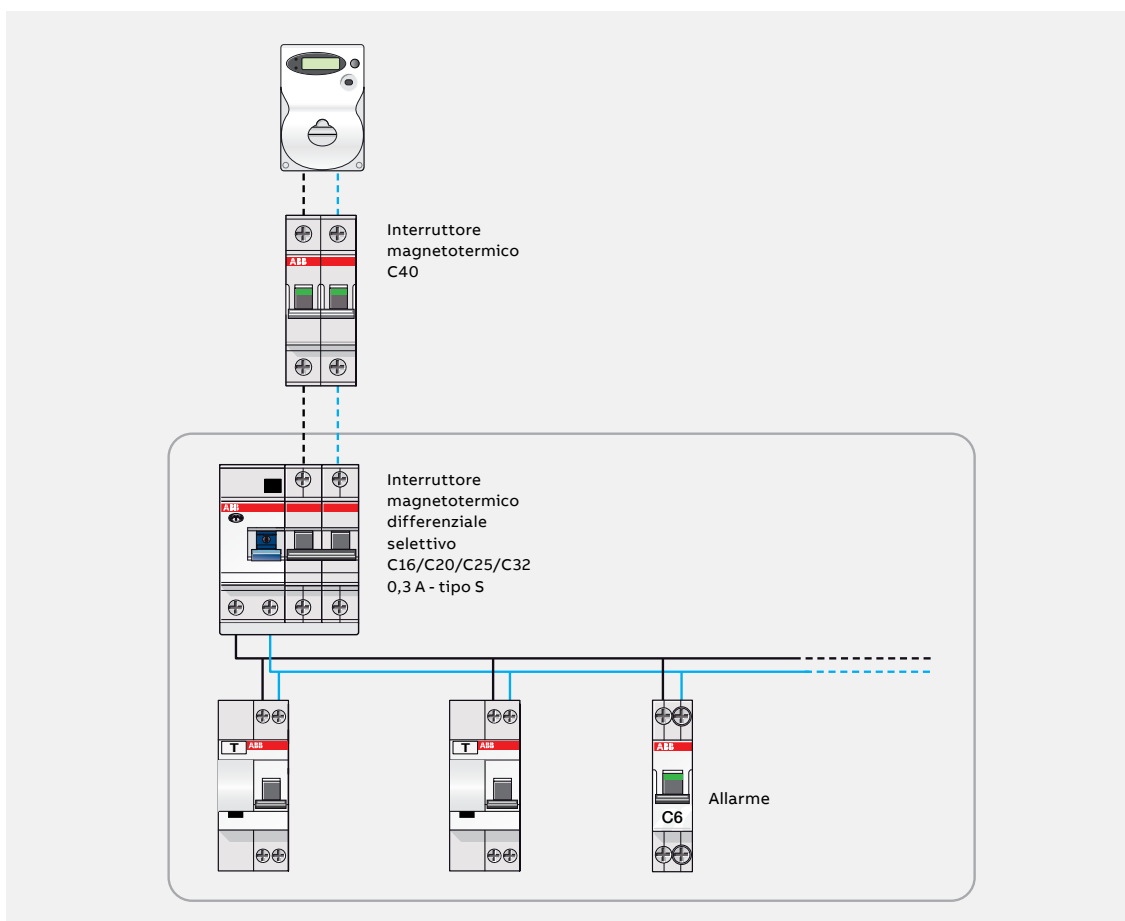 ABB
Interruttore
magnetotermico
C40
ABB
Interruttore
magnetotermico
differenziale
selettivo
C16/C20/C25/C32
0,3 A - tipo S
T ABB
T ABB
ABB
C6
Allarme